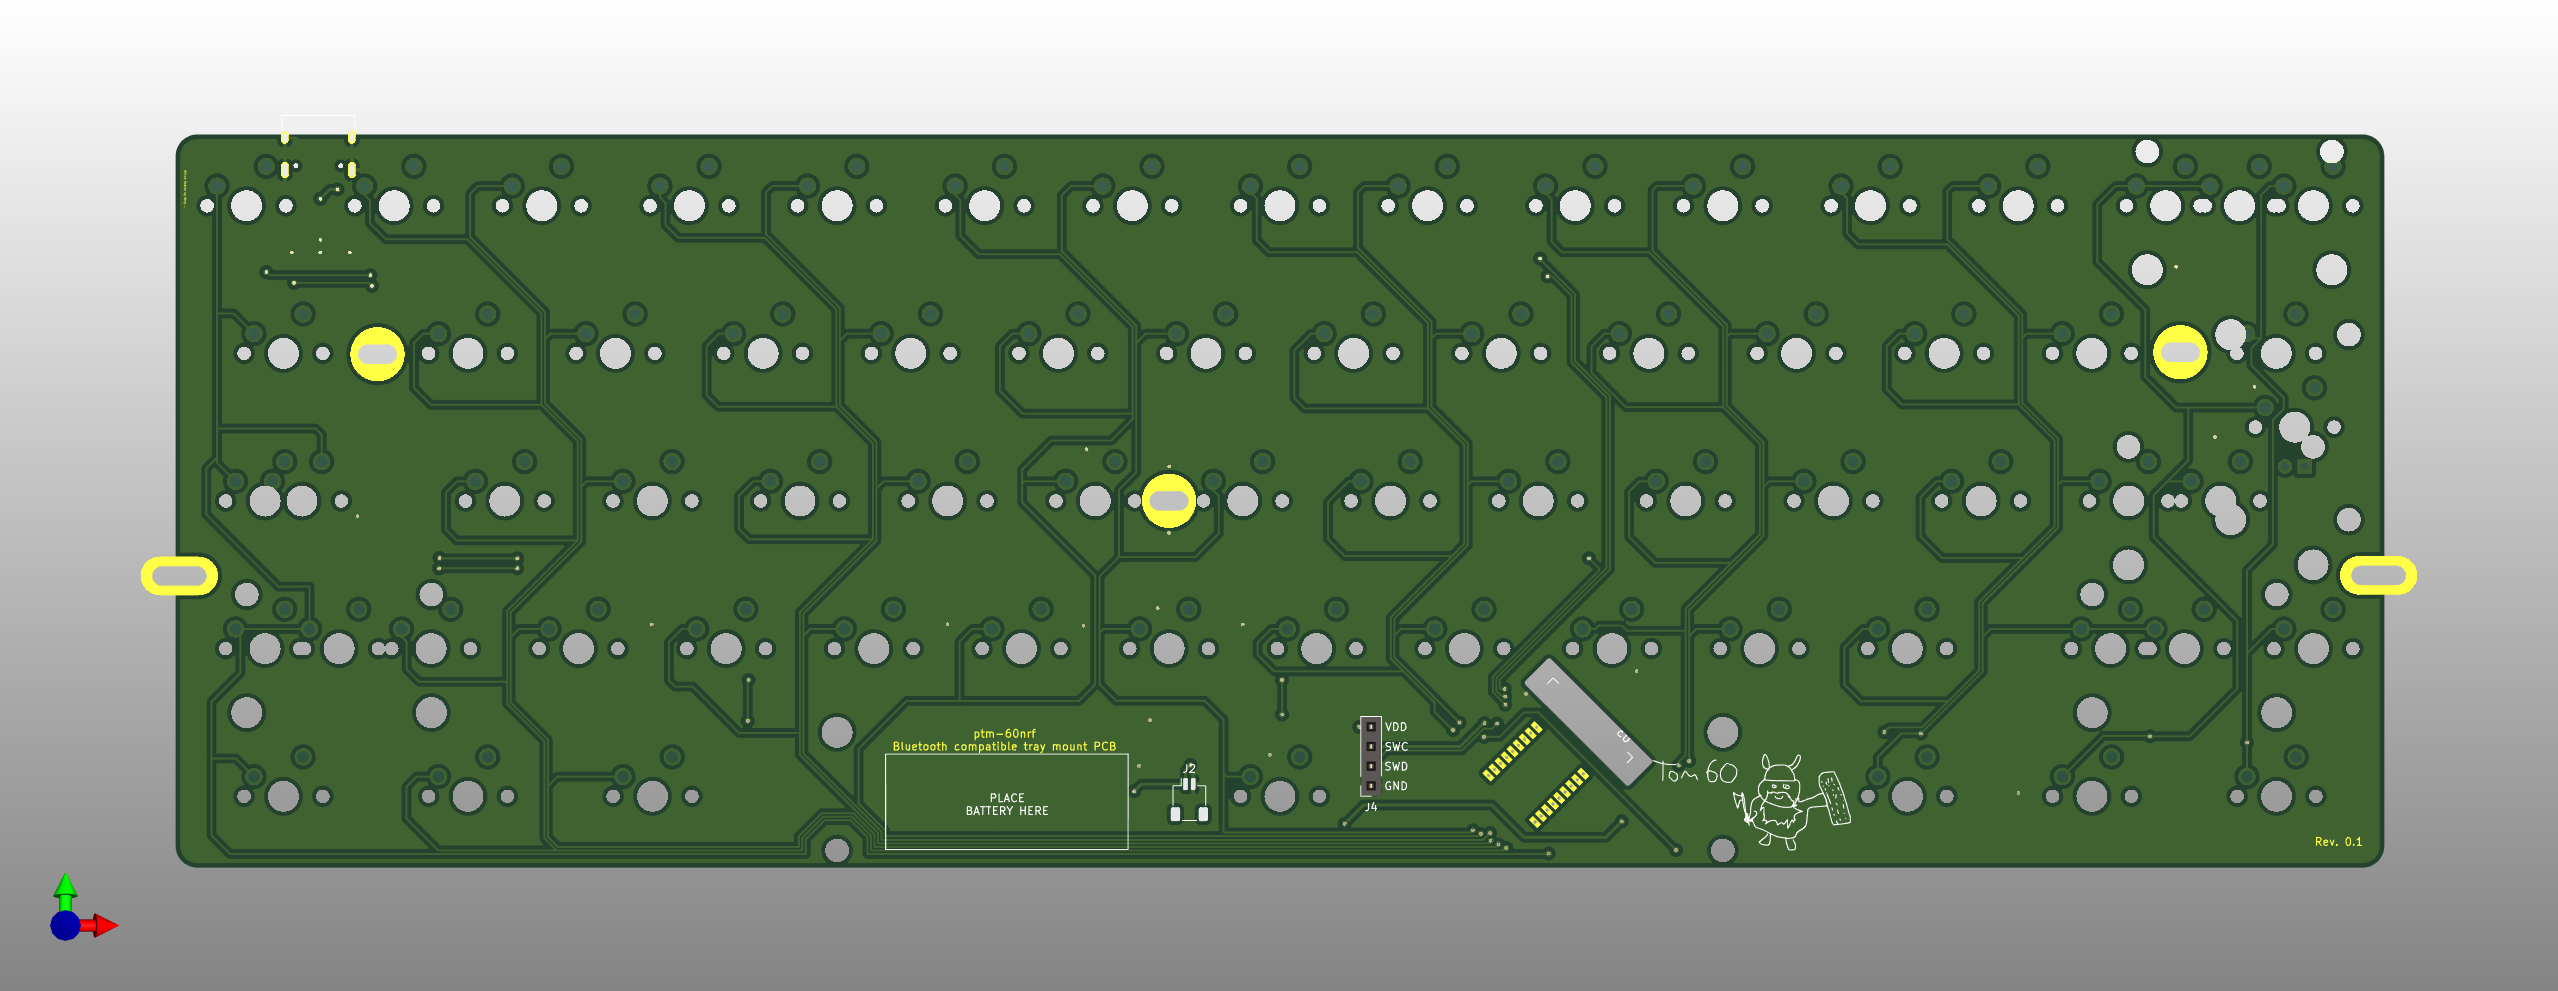 ptm-60nrf
Bluetooth compatible tray mount PCB
PLACE
BATTERY HERE
J2
VDD
SWC
SWD
GND
J4
Tom 60
Rev. 0.1